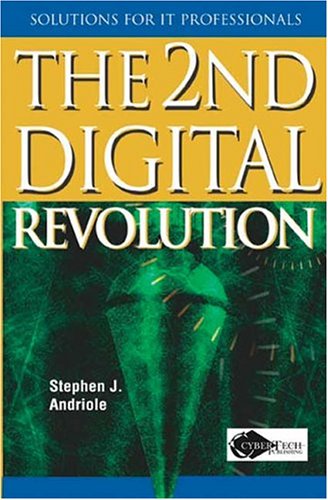 SOLUTIONS FOR IT PROFESSIONALS
THE 2ND
DIGITAL
REVOLUTION
Stephen J.
Andriole
CYBERTECH
PUBLISHING